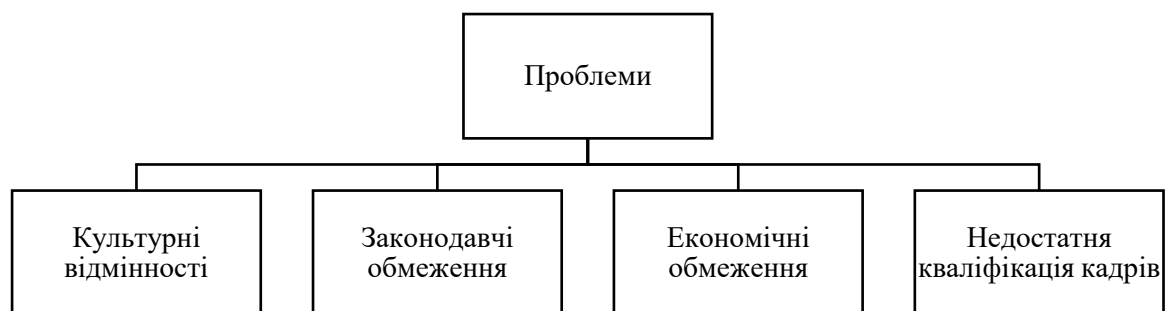 Проблеми
Культурні
відмінності
Законодавчі
обмеження
Економічні
обмеження
Недостатня
кваліфікація кадрів